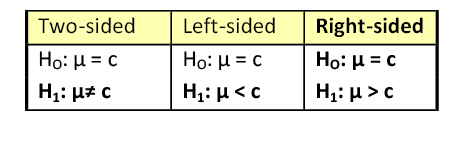 Two-sided Left-sided Right-sided
H₀: µ = c H₀: µ = c H₀: µ = c
H₁: µ≠ c H₁: µ < c H₁: µ > c